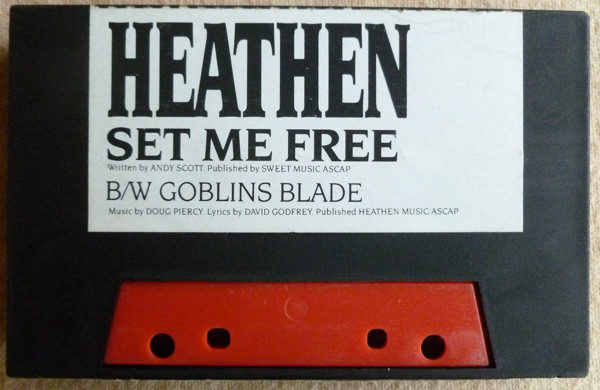 HEATHEN
SET ME FREE
Written by ANDY SCOTT. Published by SWEET MUSIC ASCAP
B/W GOBLINS BLADE
Music by DOUG PIERCY. Lyrics by DAVID GODFREY. Published HEATHEN MUSIC/ASCAP